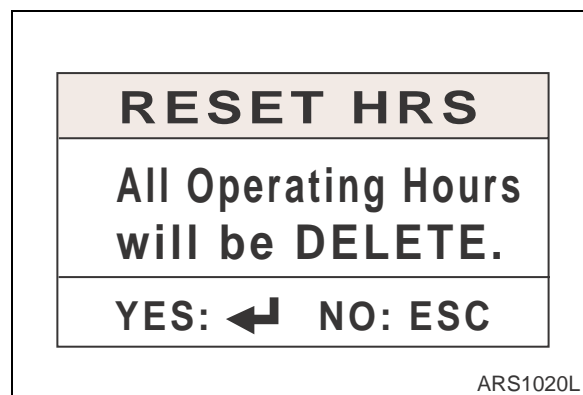 RESET HRS
All Operating Hours
will be DELETE.
YES: ↵ NO: ESC
ARS1020L